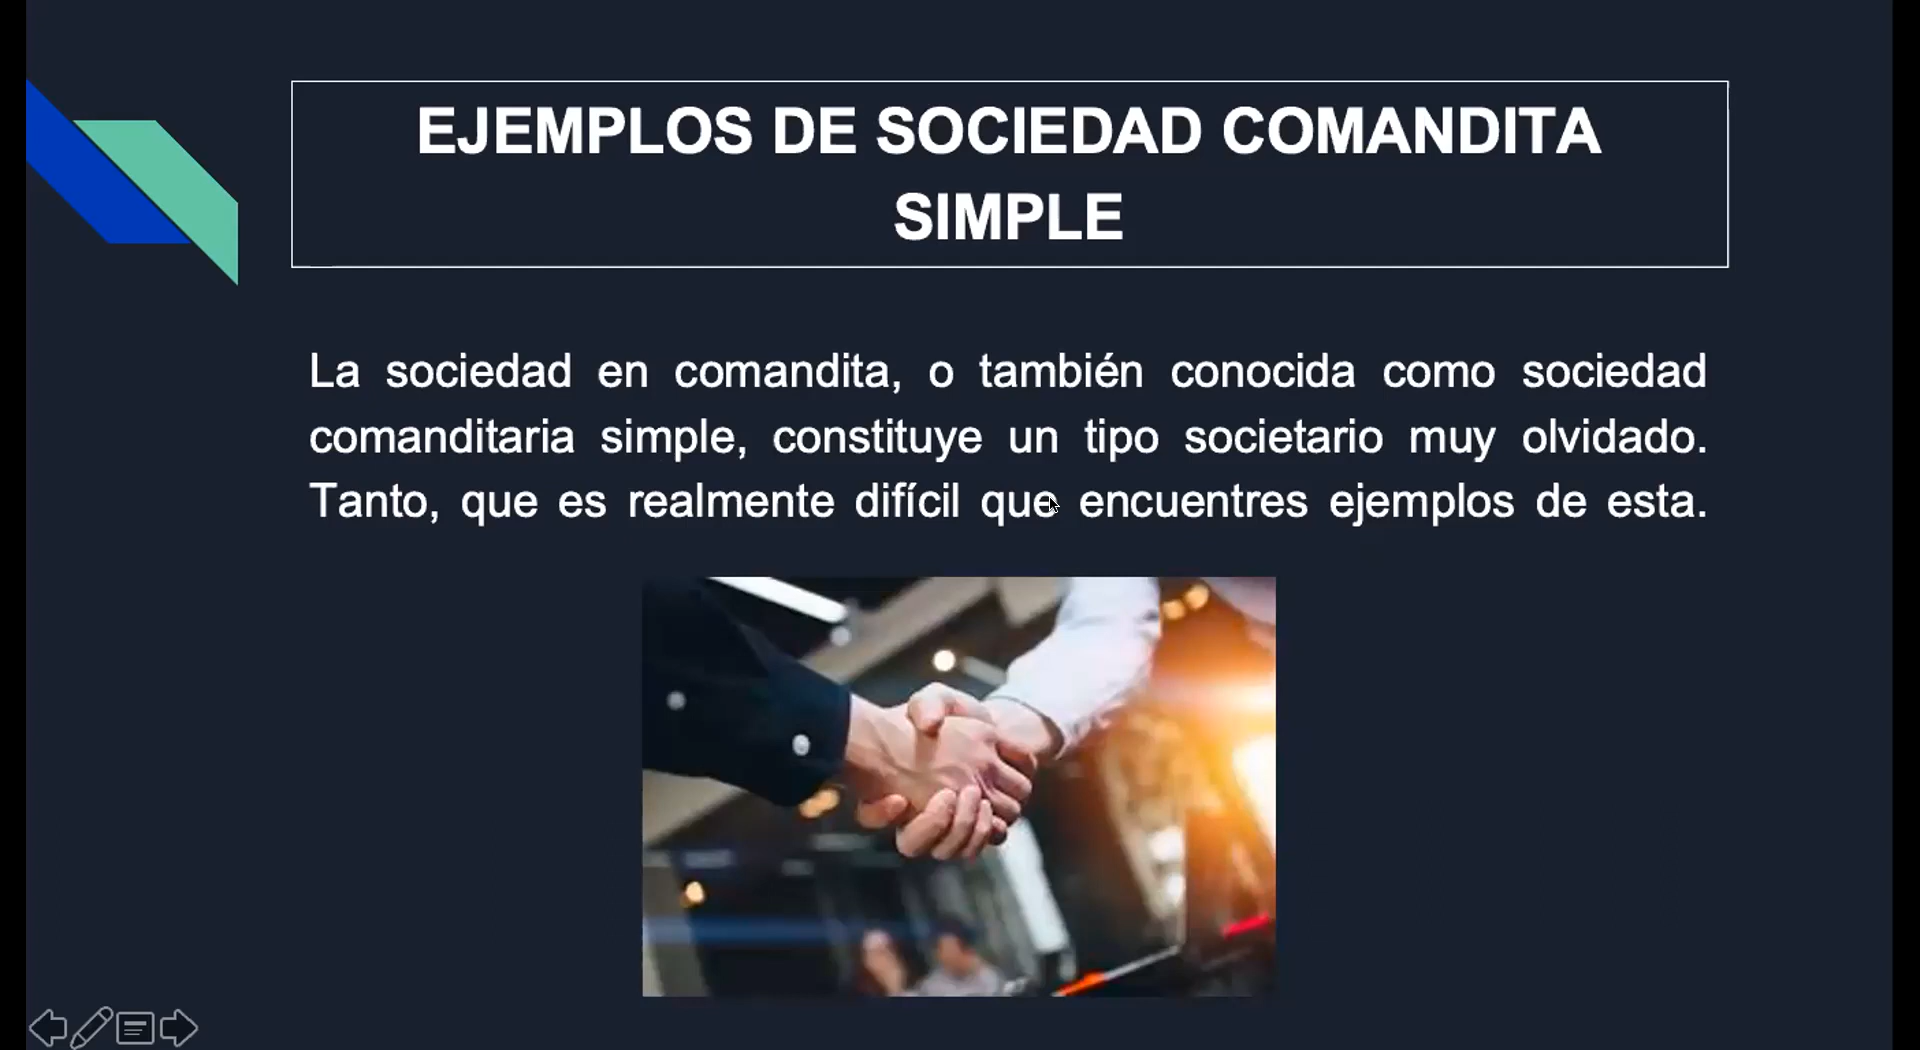 EJEMPLOS DE SOCIEDAD COMANDITA
SIMPLE
La sociedad en comandita, o también conocida como sociedad
comanditaria simple, constituye un tipo societario muy olvidado.
Tanto, que es realmente difícil que encuentres ejemplos de esta.